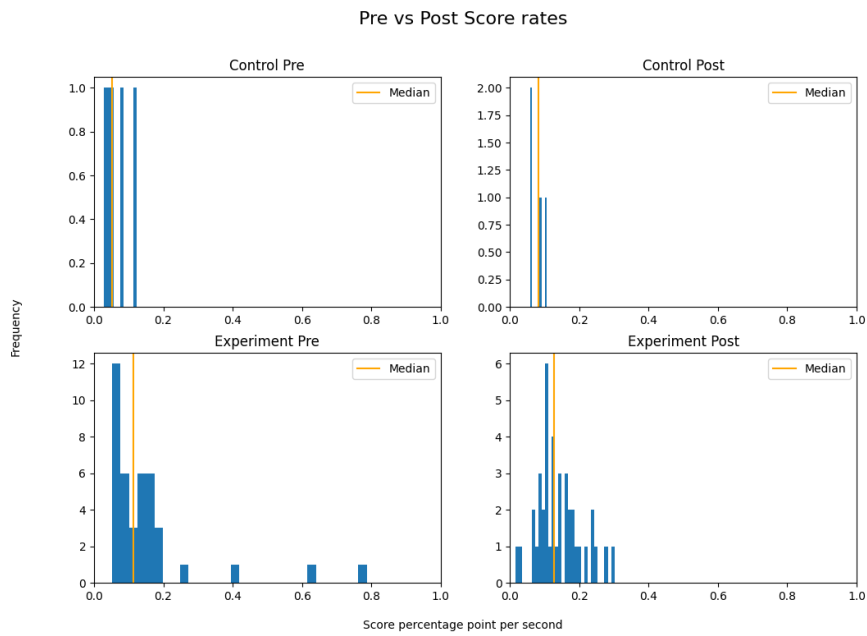 Pre vs Post Score rates
Control Pre
Control Post
1.0
0.8
0.6
0.4
0.2
0.0
Median
0.0 0.2 0.4 0.6 0.8 1.0
2.00
1.75
1.50
1.25
1.00
0.75
0.50
0.25
0.00
Median
0.0 0.2 0.4 0.6 0.8 1.0
Frequency
Experiment Pre
Experiment Post
12
10
8
6
4
2
0
Median
0.0 0.2 0.4 0.6 0.8 1.0
6
5
4
3
2
1
0
Median
0.0 0.2 0.4 0.6 0.8 1.0
Score percentage point per second